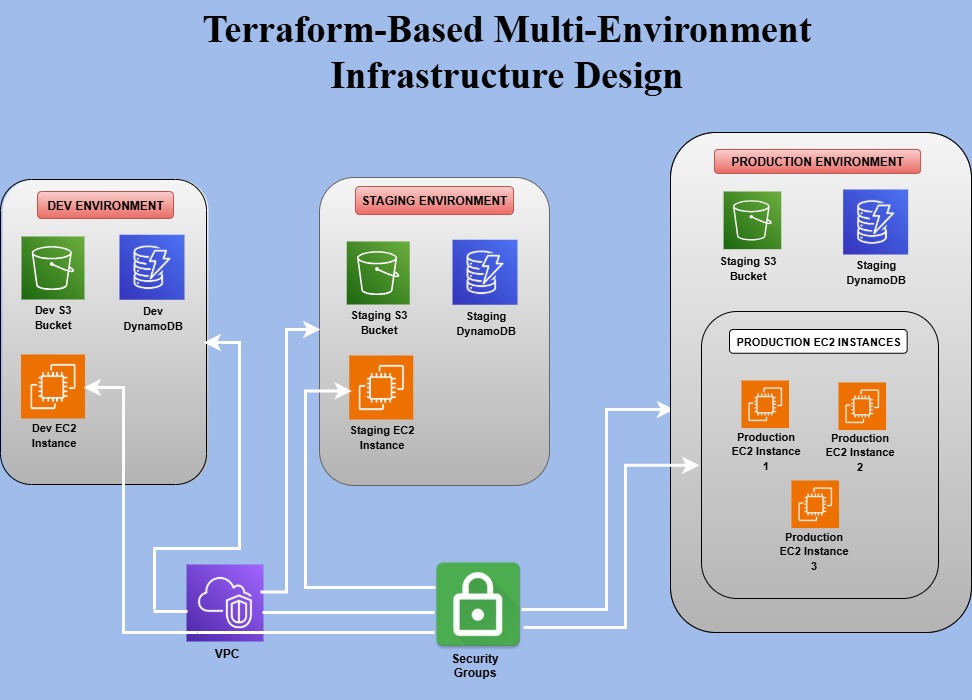 Terraform-Based Multi-Environment
Infrastructure Design
DEV ENVIRONMENT
Dev S3
Bucket
Dev
DynamoDB
Dev EC2
Instance
STAGING ENVIRONMENT
Staging S3
Bucket
Staging
DynamoDB
Staging EC2
Instance
PRODUCTION ENVIRONMENT
Staging S3
Bucket
Staging
DynamoDB
PRODUCTION EC2 INSTANCES
Production
EC2 Instance
1
Production
EC2 Instance
2
Production
EC2 Instance
3
VPC
Security
Groups